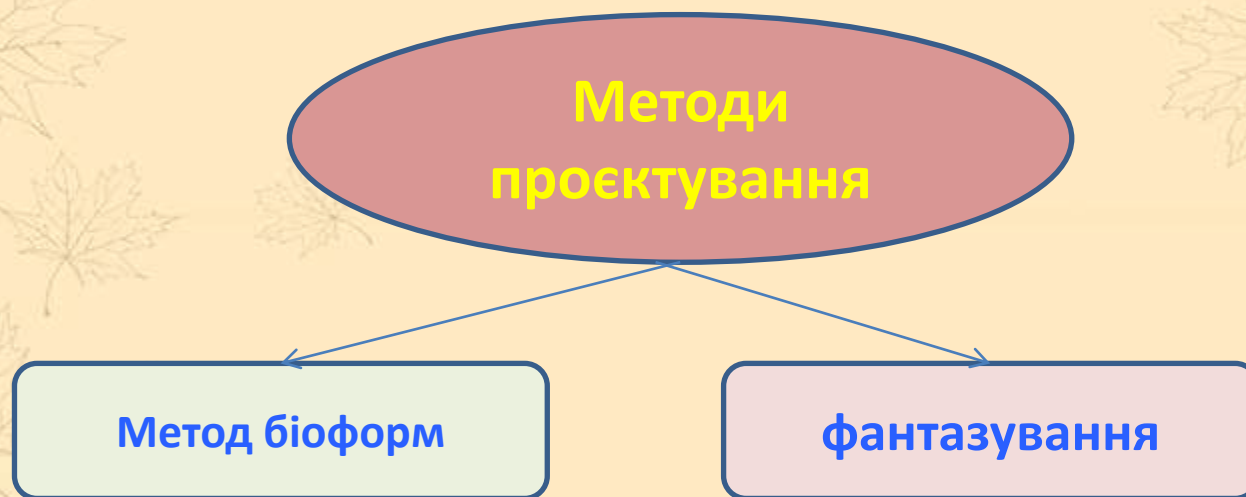 Методи
проєктування
Метод біоформ
фантазування